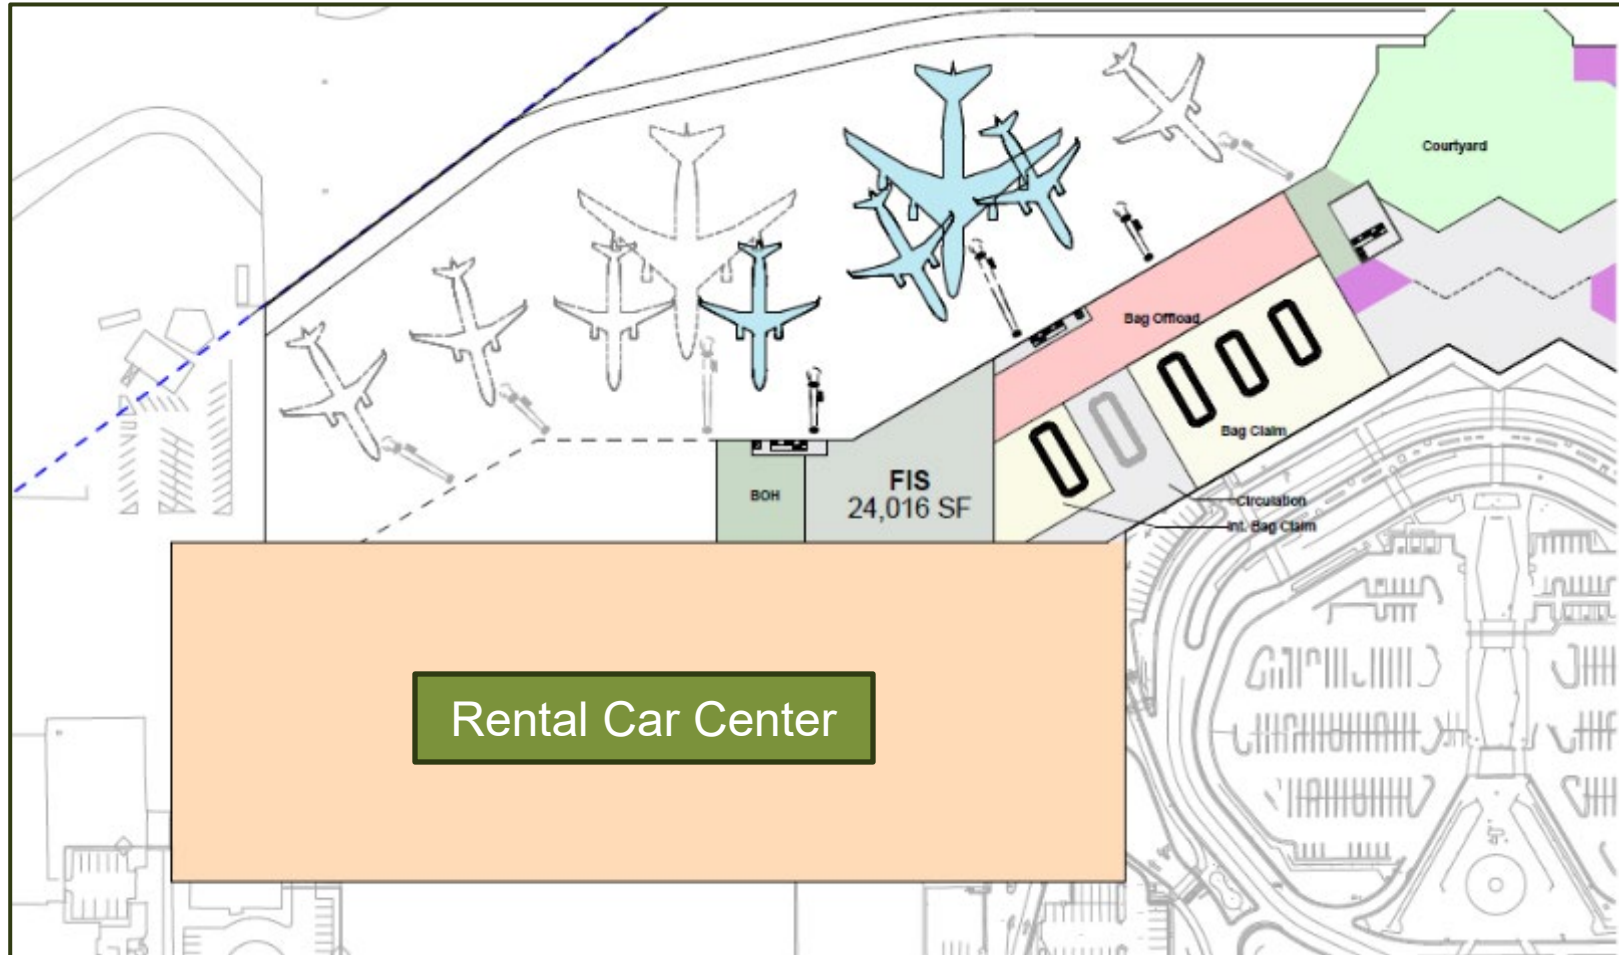 Courtyard
Bag Offload
Bag Claim
FIS
24,016 SF
BOH
Circulation
Int. Bag Claim
Rental Car Center